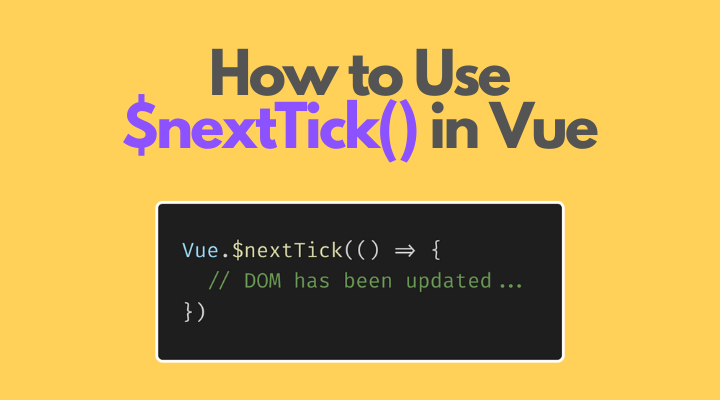 How to Use
$nextTick() in Vue
Vue.$nextTick(() => {
// DOM has been updated...
})